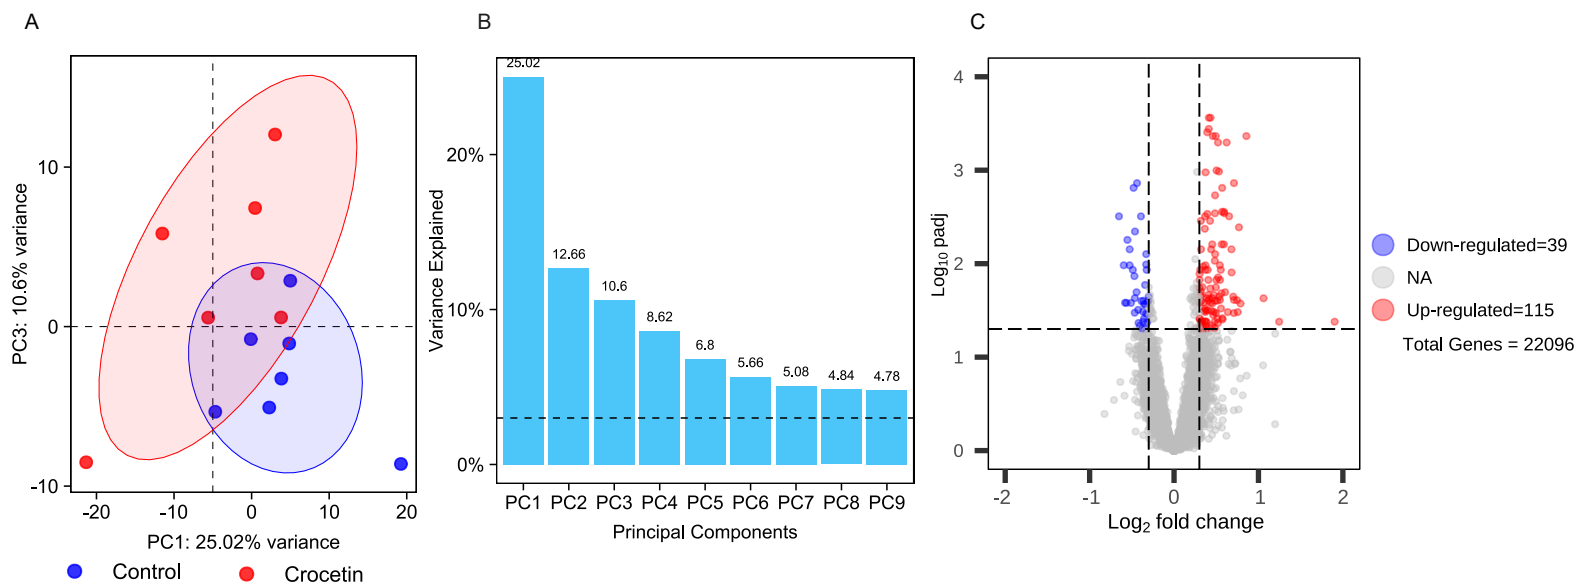 A
PC3: 10.6% variance
10
0
-10
-20
-10
0
10
20
PC1: 25.02% variance
Control
Crocetin
B
Variance Explained
20%
10%
0%
25.02
12.66
10.6
8.62
6.8
5.66
5.08
4.84
4.78
PC1 PC2 PC3 PC4 PC5 PC6 PC7 PC8 PC9
Principal Components
C
Log₁₀ padj
4
3
2
1
0
-2
-1
0
1
2
Log₂ fold change
Down-regulated=39
NA
Up-regulated=115
Total Genes = 22096